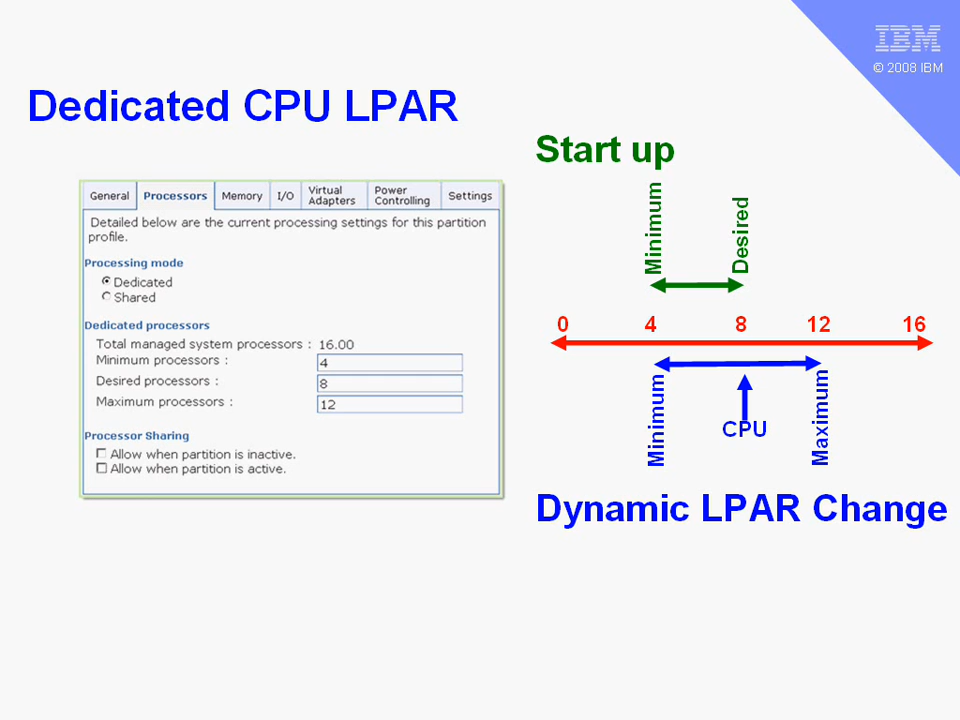 IBM
© 2008 IBM
Dedicated CPU LPAR
General Processors Memory I/O Virtual Adapters Power Controlling Settings
Detailed below are the current processing settings for this partition
profile.
Processing mode
Dedicated
Shared
Dedicated processors
Total managed system processors : 16.00
Minimum processors : 4
Desired processors : 8
Maximum processors : 12
Processor Sharing
Allow when partition is inactive.
Allow when partition is active.
Start up
Minimum
Desired
0 4 8 12 16
Minimum
CPU
Maximum
Dynamic LPAR Change